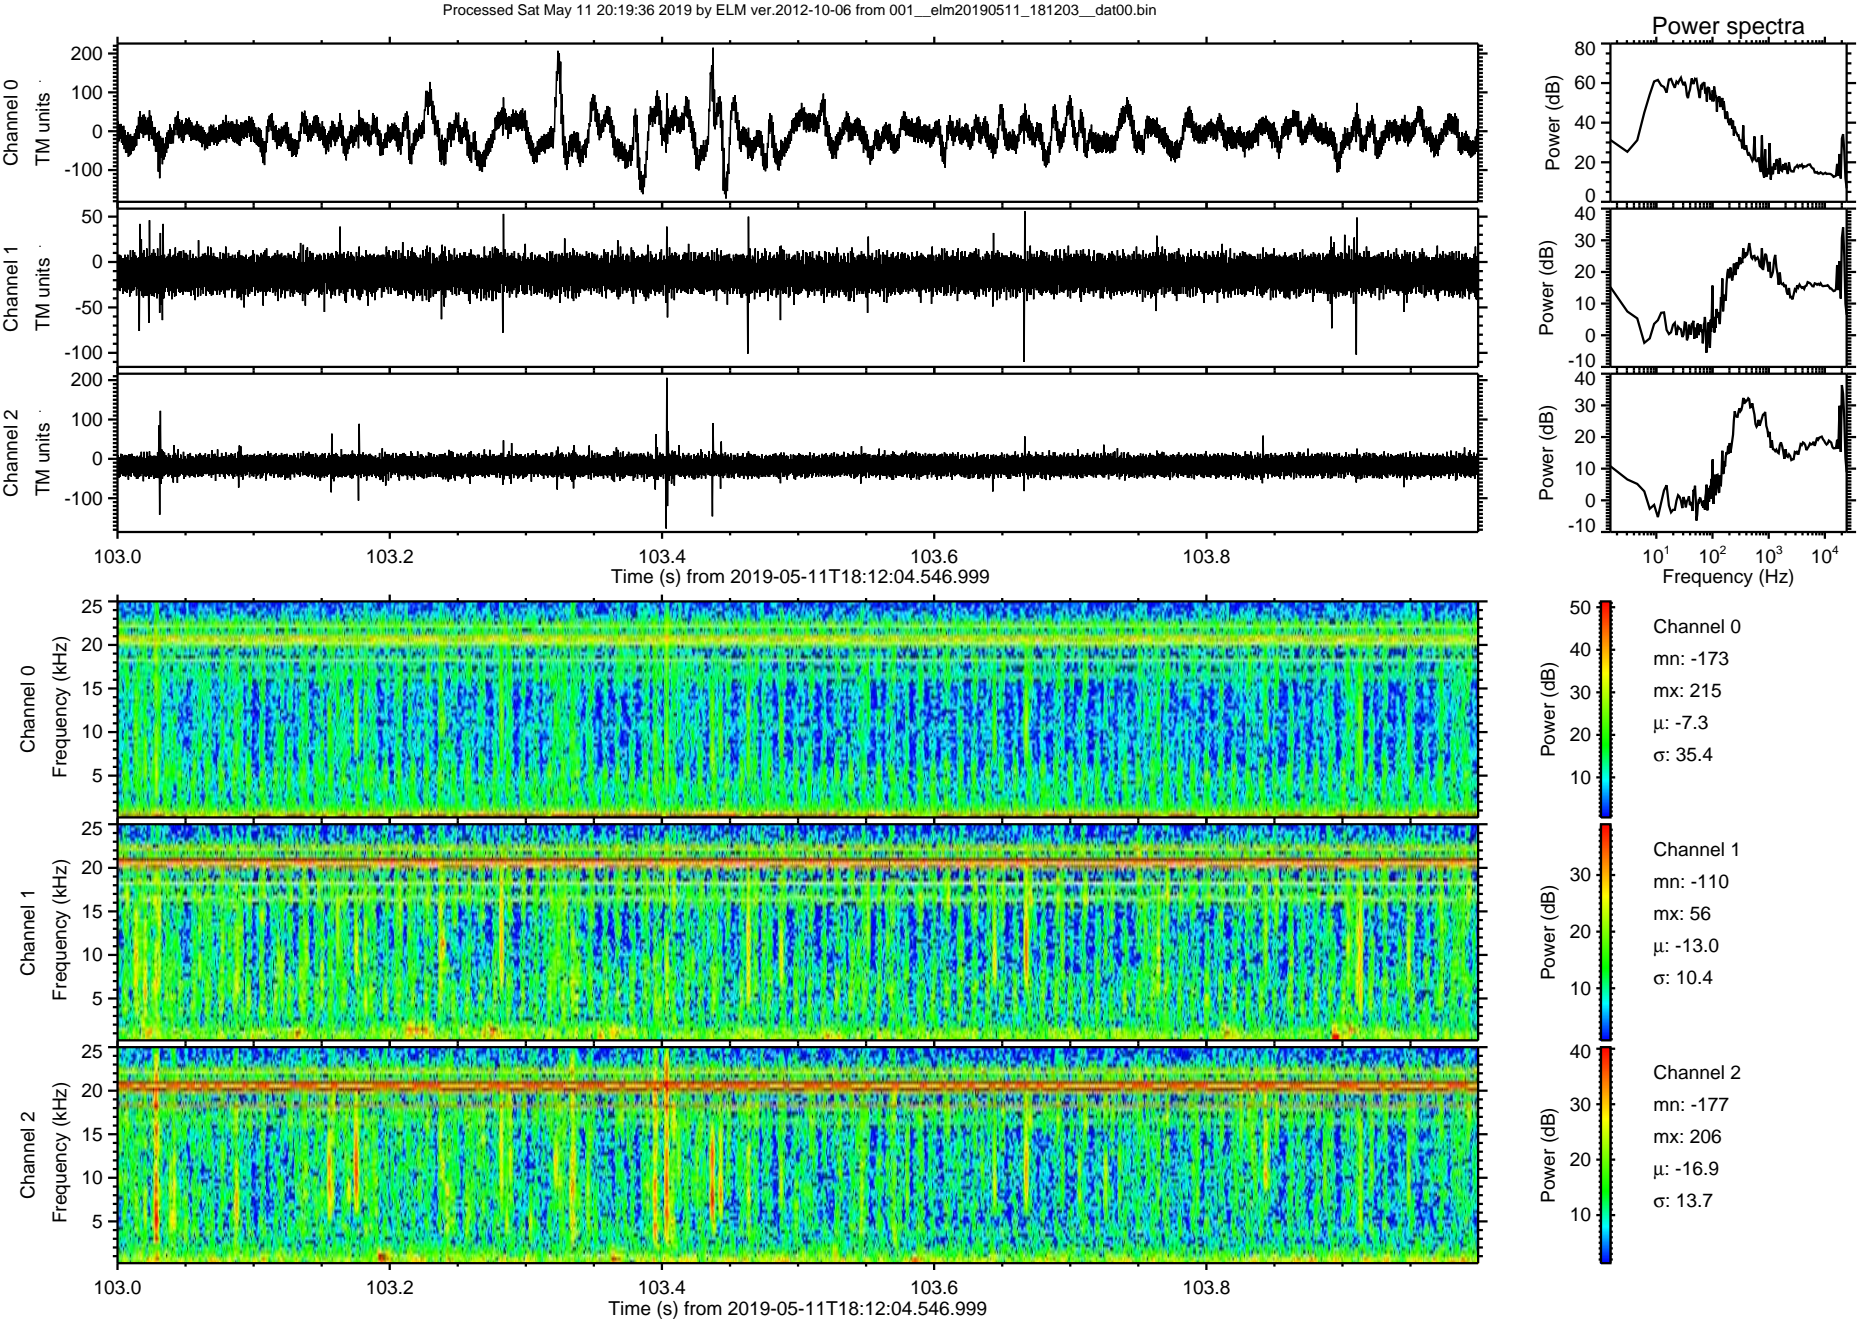 Processed Sat May 11 20:19:36 2019 by ELM ver.2012-10-06 from 001__elm20190511_181203__dat00.bin
Power spectra
Channel 0
TM units
200
100
0
-100
Power (dB)
80
60
40
20
0
Channel 1
TM units
50
0
-50
-100
Power (dB)
40
30
20
10
0
-10
Channel 2
TM units
200
100
0
-100
Power (dB)
40
30
20
10
0
-10
103.0 103.2 103.4 103.6 103.8
Time (s) from 2019-05-11T18:12:04.546.999
10^1 10^2 10^3 10^4
Frequency (Hz)
Channel 0
Frequency (kHz)
25
20
15
10
5
Power (dB)
50
40
30
20
10
Channel 0
mn: -173
mx: 215
μ: -7.3
σ: 35.4
Channel 1
Frequency (kHz)
25
20
15
10
5
Power (dB)
30
20
10
Channel 1
mn: -110
mx: 56
μ: -13.0
σ: 10.4
Channel 2
Frequency (kHz)
25
20
15
10
5
Power (dB)
40
30
20
10
Channel 2
mn: -177
mx: 206
μ: -16.9
σ: 13.7
103.0 103.2 103.4 103.6 103.8
Time (s) from 2019-05-11T18:12:04.546.999